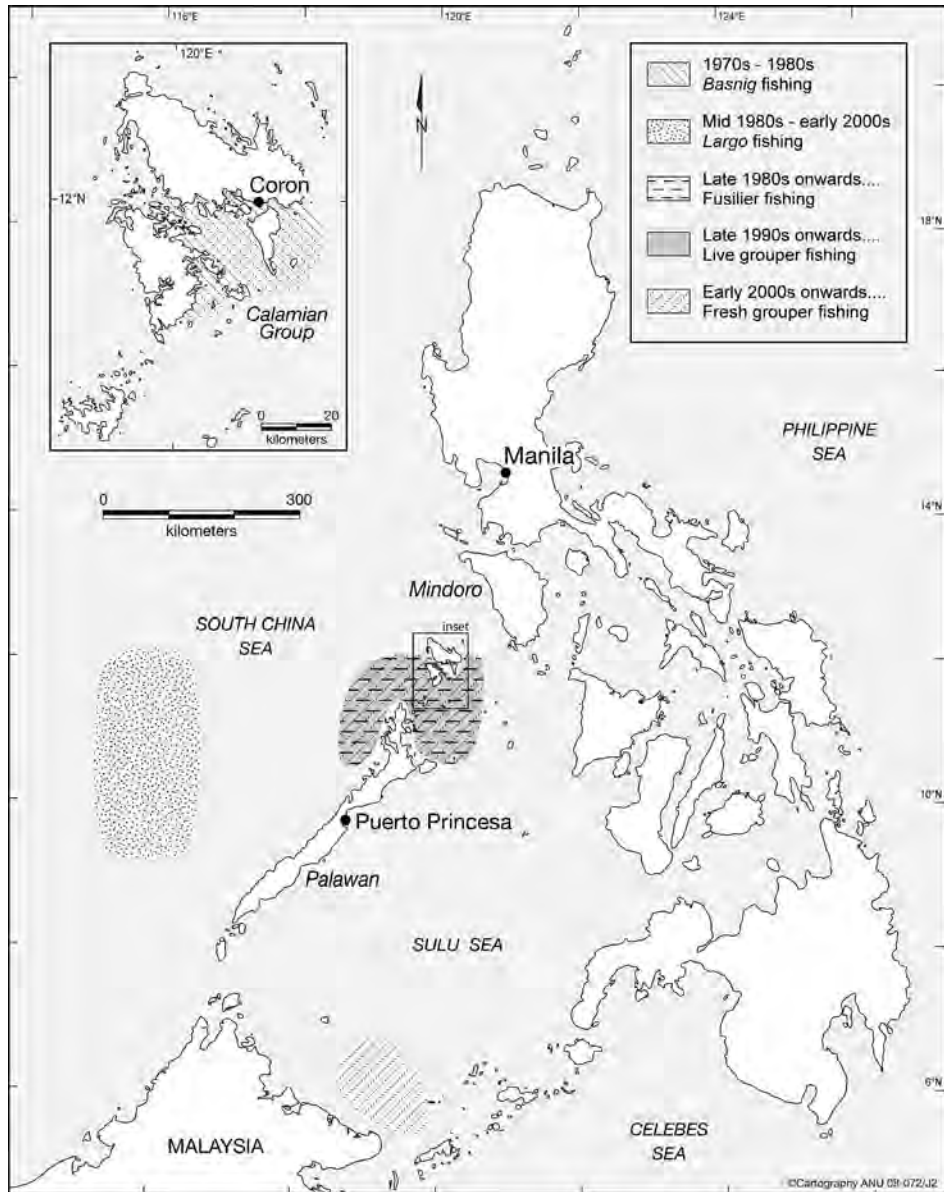 116°E
120°E
124°E
120°E
12°N
Coron
Calamian
Group
0 20
kilometers
N
1970s - 1980s
Basnig fishing
Mid 1980s - early 2000s
Largo fishing
Late 1980s onwards....
Fusilier fishing
Late 1990s onwards....
Live grouper fishing
Early 2000s onwards....
Fresh grouper fishing
18°N
0 300
kilometers
Manila
PHILIPPINE
SEA
14°N
Mindoro
SOUTH CHINA
SEA
inset
10°N
Puerto Princesa
Palawan
SULU SEA
6°N
MALAYSIA
CELEBES
SEA
©Cartography ANU 08-072/J2